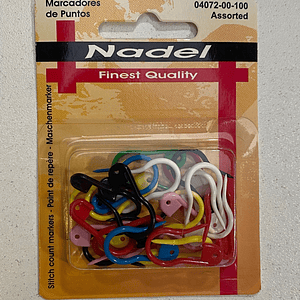 Marcadores
de Puntos
04072-00-100
Assorted
Nadel
Finest Quality
Stitch count markers - Point de repère - Maschenmarker